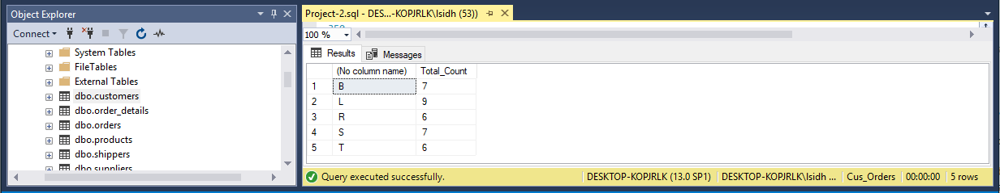 Object Explorer
Connect
System Tables
FileTables
External Tables
dbo.customers
dbo.order_details
dbo.orders
dbo.products
dbo.shippers
dbo.suppliers
Project-2.sql - DES...-KOPJRLK\lsidh (53))
100 %
Results Messages
(No column name) Total_Count
1 B 7
2 L 9
3 R 6
4 S 7
5 T 6
Query executed successfully. DESKTOP-KOPJRLK (13.0 SP1) DESKTOP-KOPJRLK\lsidh ... Cus_Orders 00:00:00 5 rows